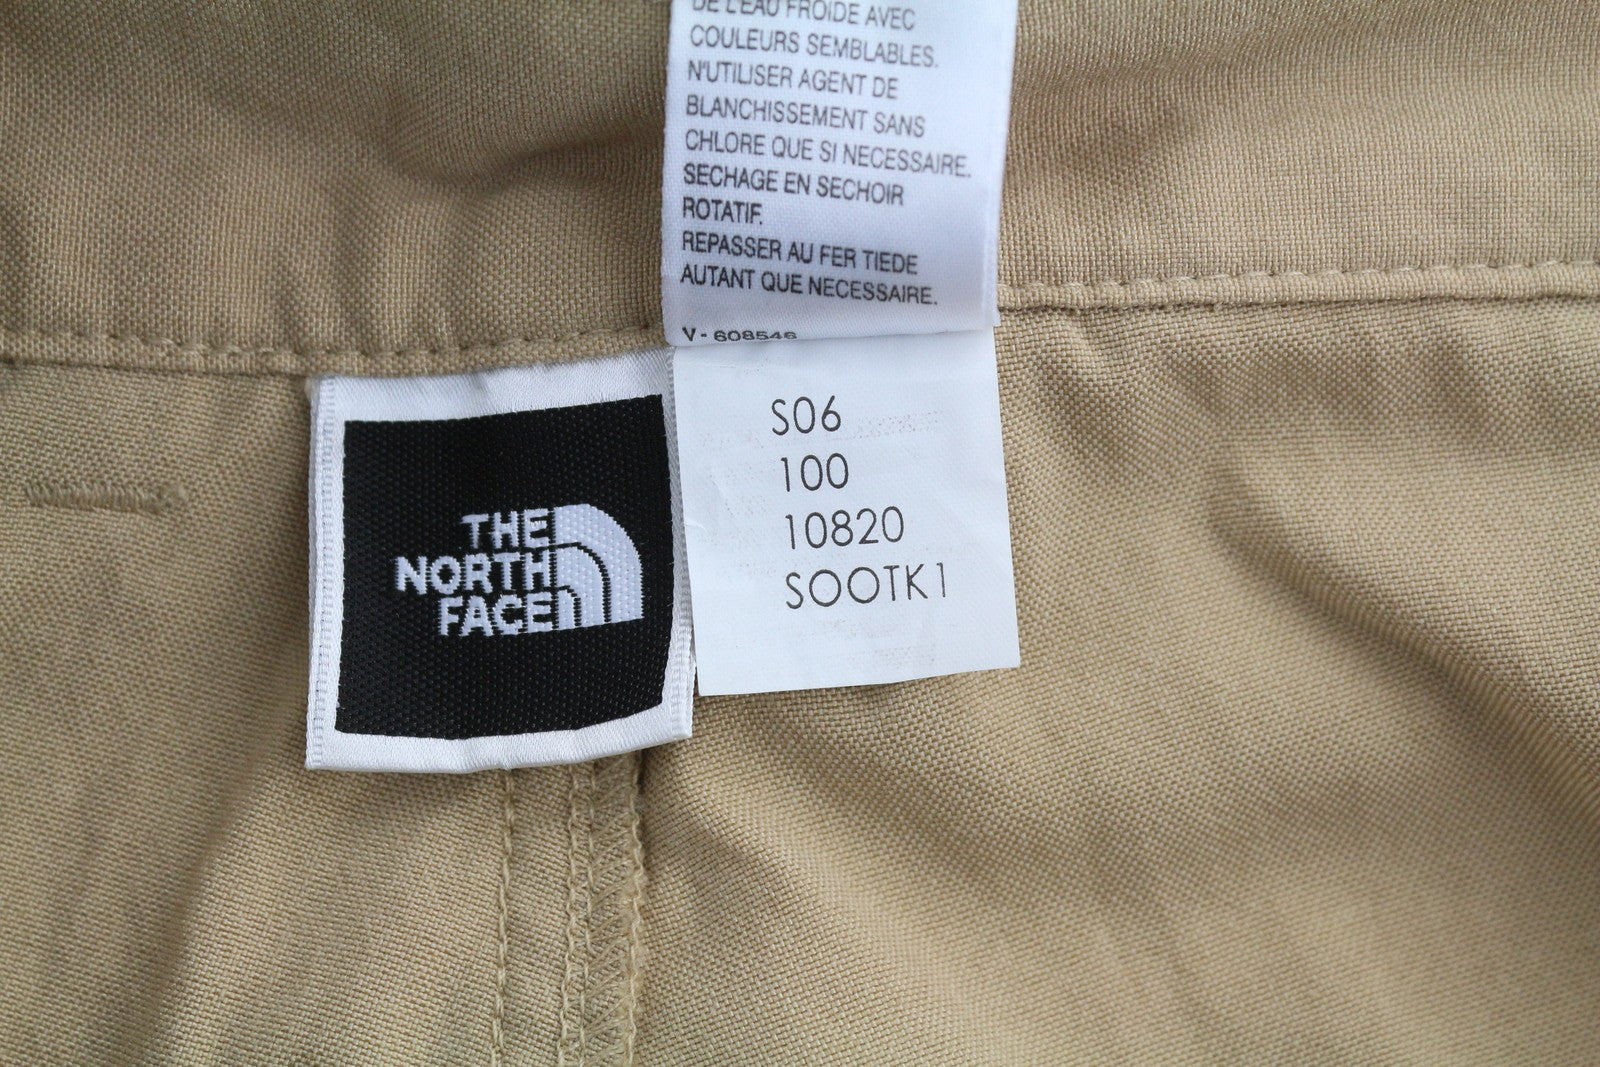 DE L'EAU FROIDE AVEC
COULEURS SEMBLABLES.
N'UTILISER AGENT DE
BLANCHISSEMENT SANS
CHLORE QUE SI NECESSAIRE.
SECHAGE EN SECHOIR
ROTATIF.
REPASSER AU FER TIEDE
AUTANT QUE NECESSAIRE.
V - 608546
THE
NORTH
FACE
S06
100
10820
SOOTK1